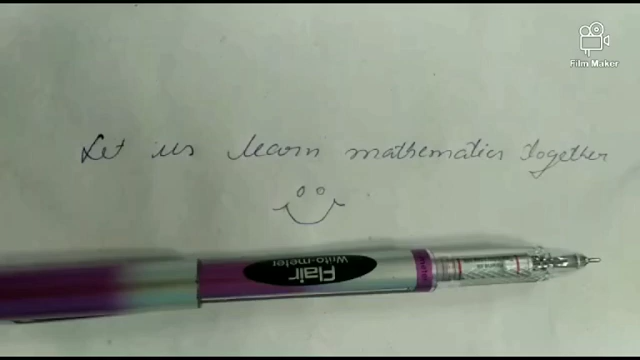 Film Maker
Let us learn mathematics together
Flair
Writo-meter